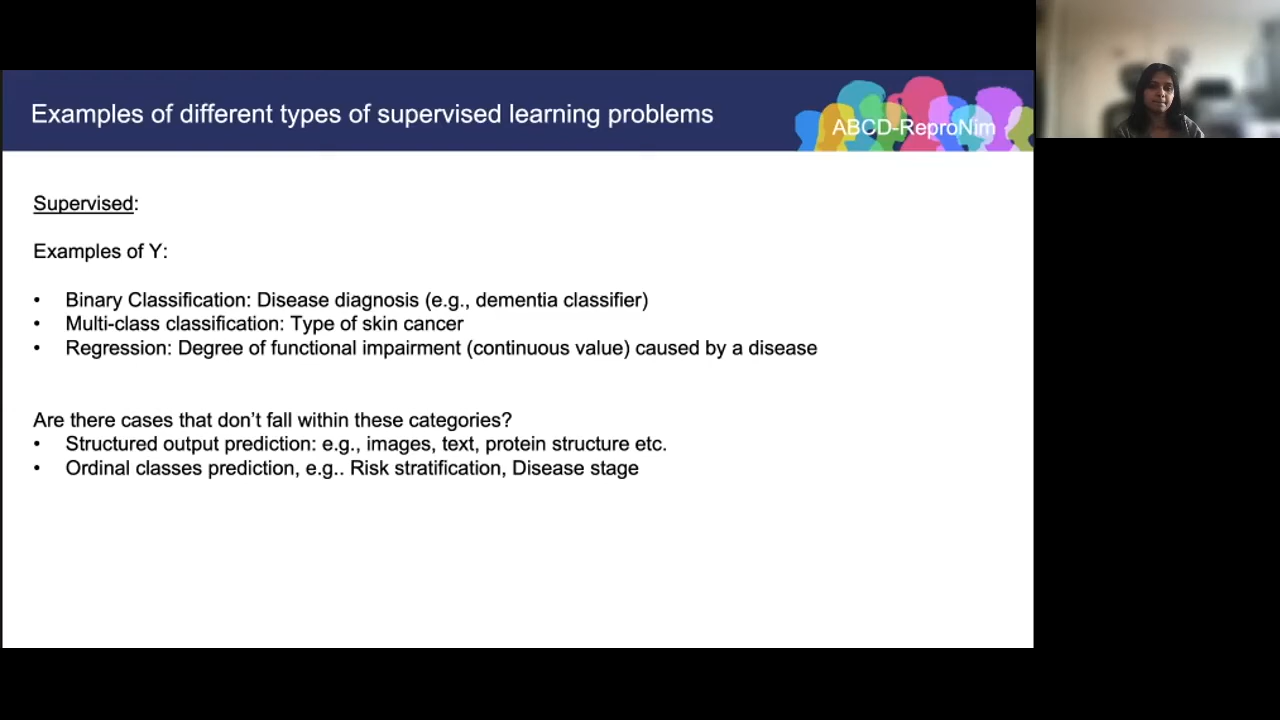 Examples of different types of supervised learning problems
ABCD-ReproNim
Supervised:
Examples of Y:
• Binary Classification: Disease diagnosis (e.g., dementia classifier)
• Multi-class classification: Type of skin cancer
• Regression: Degree of functional impairment (continuous value) caused by a disease
Are there cases that don’t fall within these categories?
• Structured output prediction: e.g., images, text, protein structure etc.
• Ordinal classes prediction, e.g.. Risk stratification, Disease stage